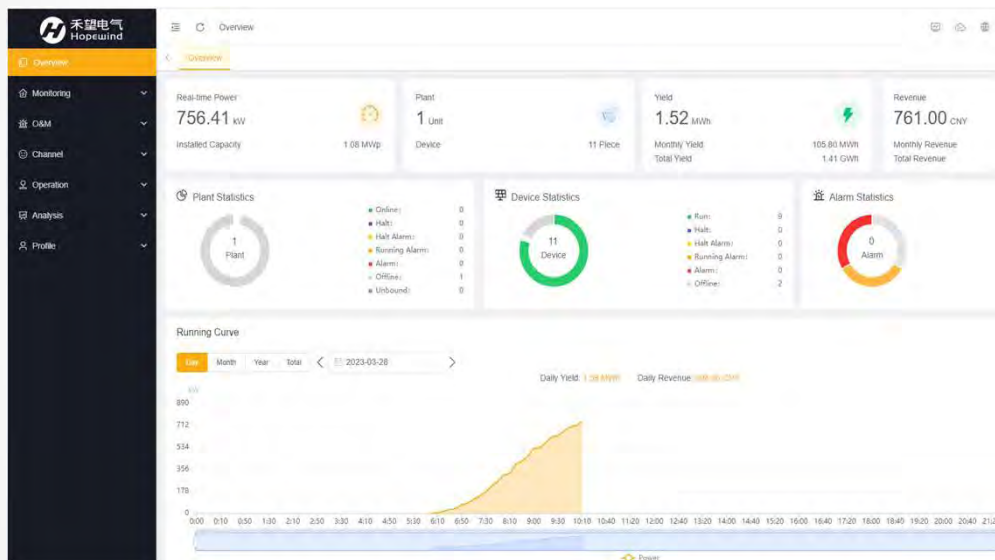 禾望电气
Hopewind
Overview
Overview
Monitoring
O&M
Channel
Operation
Analysis
Profile
Overview
Real-time Power
756.41 kW
Installed Capacity 1.08 MWp
Plant
1 Unit
Device 11 Piece
Yield
1.52 MWh
Monthly Yield 105.80 MWh
Total Yield 1.41 GWh
Revenue
761.00 CNY
Monthly Revenue
Total Revenue
Plant Statistics
1
Plant
Online: 0
Halt: 0
Halt Alarm: 0
Running Alarm: 0
Alarm: 0
Offline: 1
Unbound: 0
Device Statistics
11
Device
Run: 9
Halt: 0
Halt Alarm: 0
Running Alarm: 0
Alarm: 0
Offline: 2
Alarm Statistics
0
Alarm
Running Curve
Day Month Year Total 2023-03-28
Daily Yield: Daily Revenue:
kW
890
712
534
356
178
0
0:00 0:10 0:50 1:30 2:10 2:50 3:30 4:10 4:50 5:30 6:10 6:50 7:30 8:10 8:50 9:00 9:30 10:10 10:40 11:20 12:00 12:40 13:20 14:00 14:40 15:20 16:00 16:40 17:20 18:00 18:40 19:20 20:00 20:40
Power